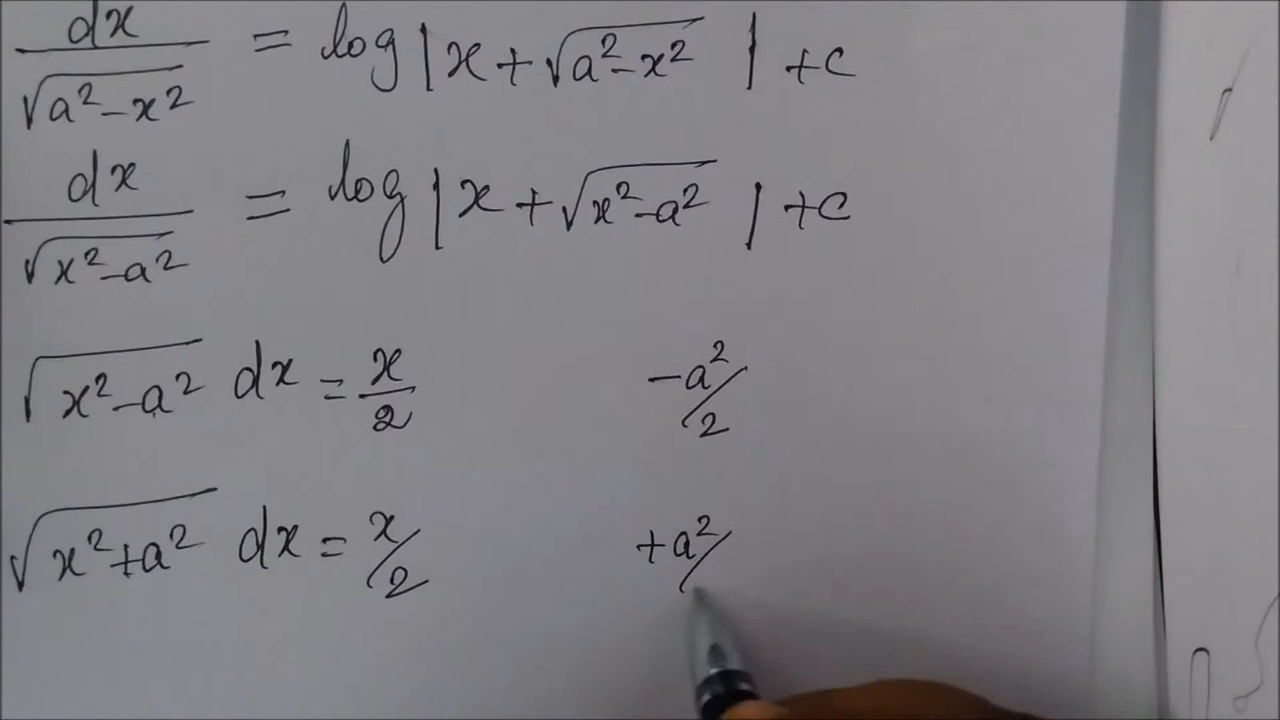 dx/√(a²-x²) = log|x+√(a²-x²)| +c
dx/√(x²-a²) = log|x+√(x²-a²)| +c
√(x²-a²) dx = x/2 -a²/2
√(x²+a²) dx = x/2 +a²/